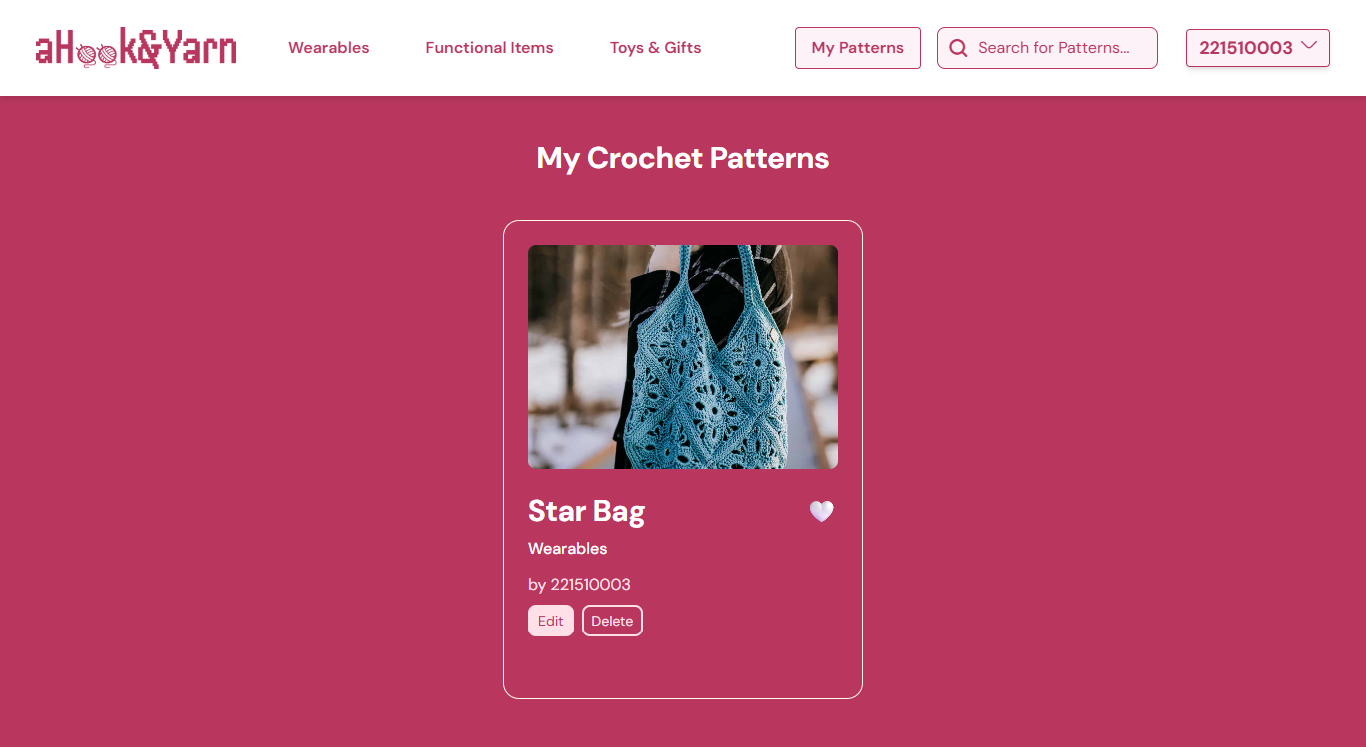 aHook&Yarn
Wearables
Functional Items
Toys & Gifts
My Patterns
Search for Patterns...
221510003
My Crochet Patterns
Star Bag
Wearables
by 221510003
Edit
Delete